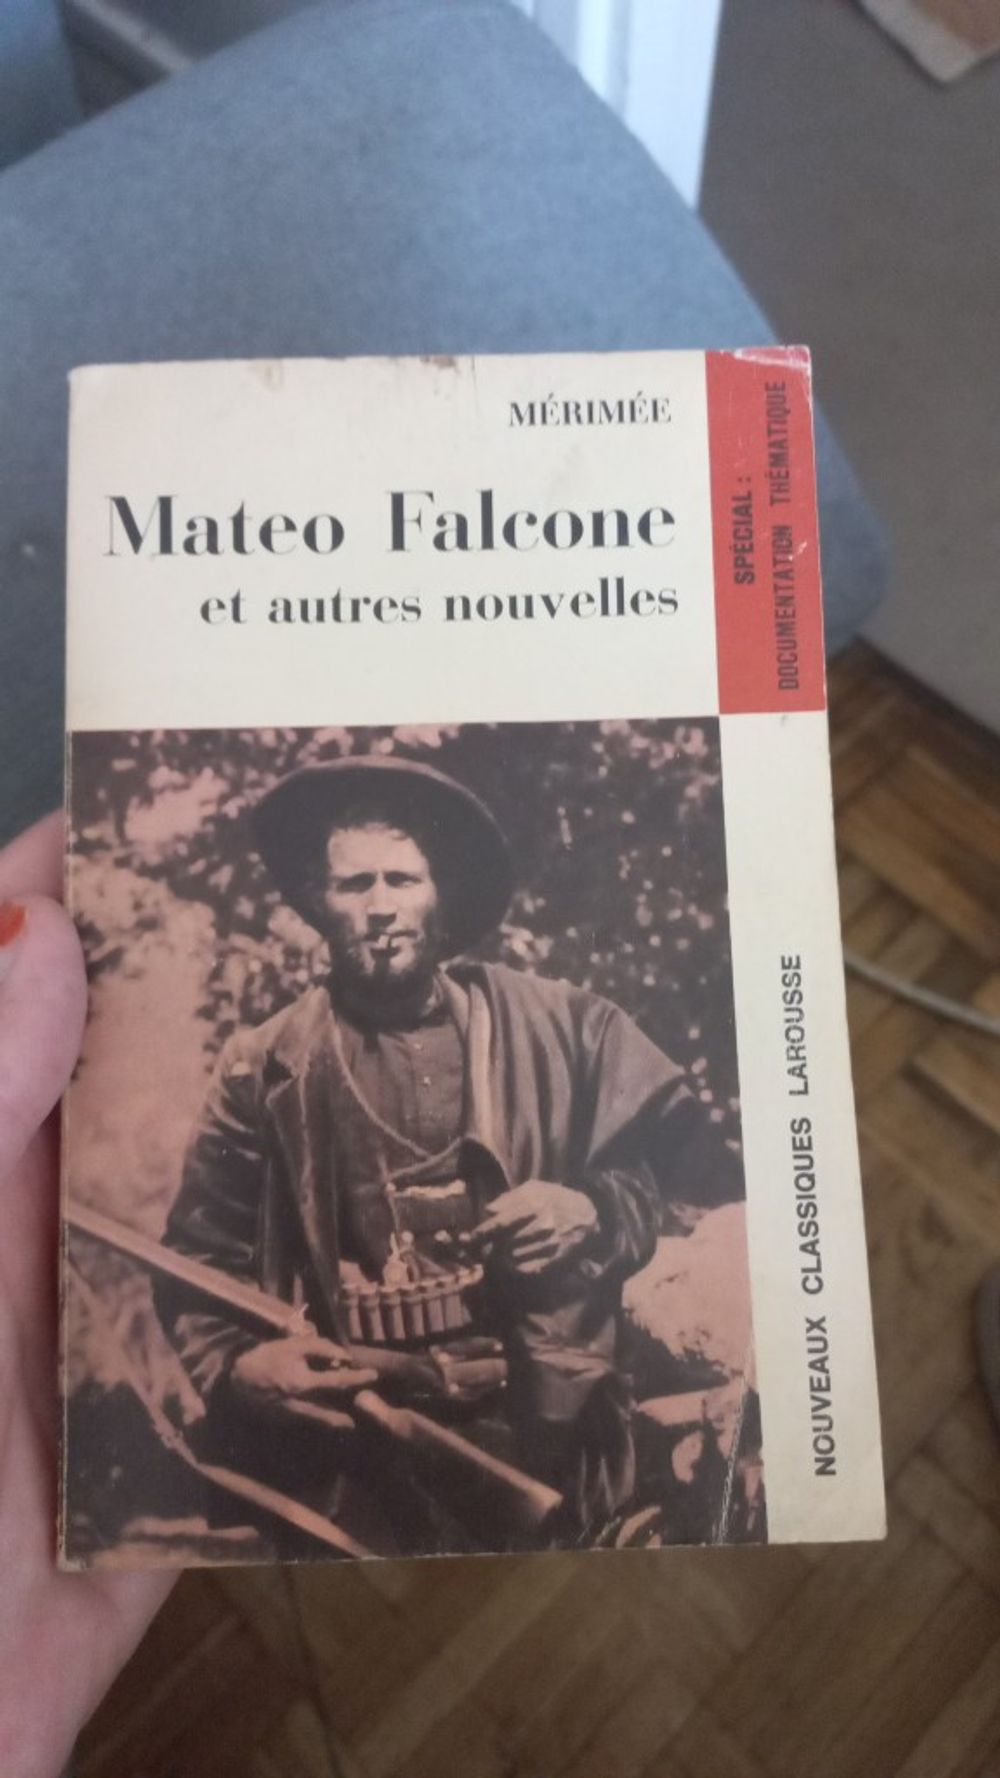 MÉRIMÉE
Mateo Falcone
et autres nouvelles
SPÉCIAL :
DOCUMENTATION THÉMATIQUE
NOUVEAUX CLASSIQUES LAROUSSE